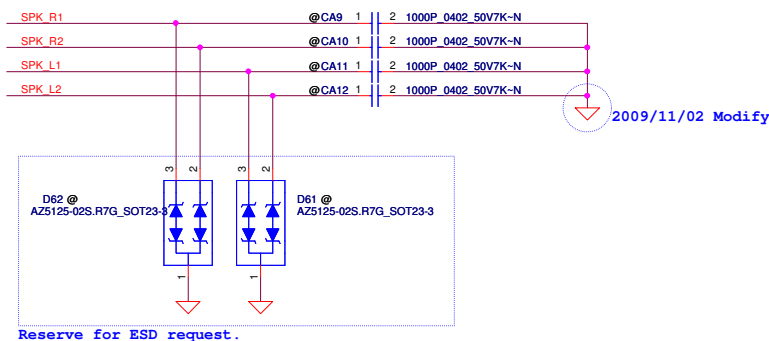 SPK_R1 @CA9 1 2 1000P_0402_50V7K~N
SPK_R2 @CA10 1 2 1000P_0402_50V7K~N
SPK_L1 @CA11 1 2 1000P_0402_50V7K~N
SPK_L2 @CA12 1 2 1000P_0402_50V7K~N
2009/11/02 Modify
3 2 3 2
D62 @ D61 @
AZ5125-02S.R7G_SOT23-3 AZ5125-02S.R7G_SOT23-3
1 1
Reserve for ESD request.